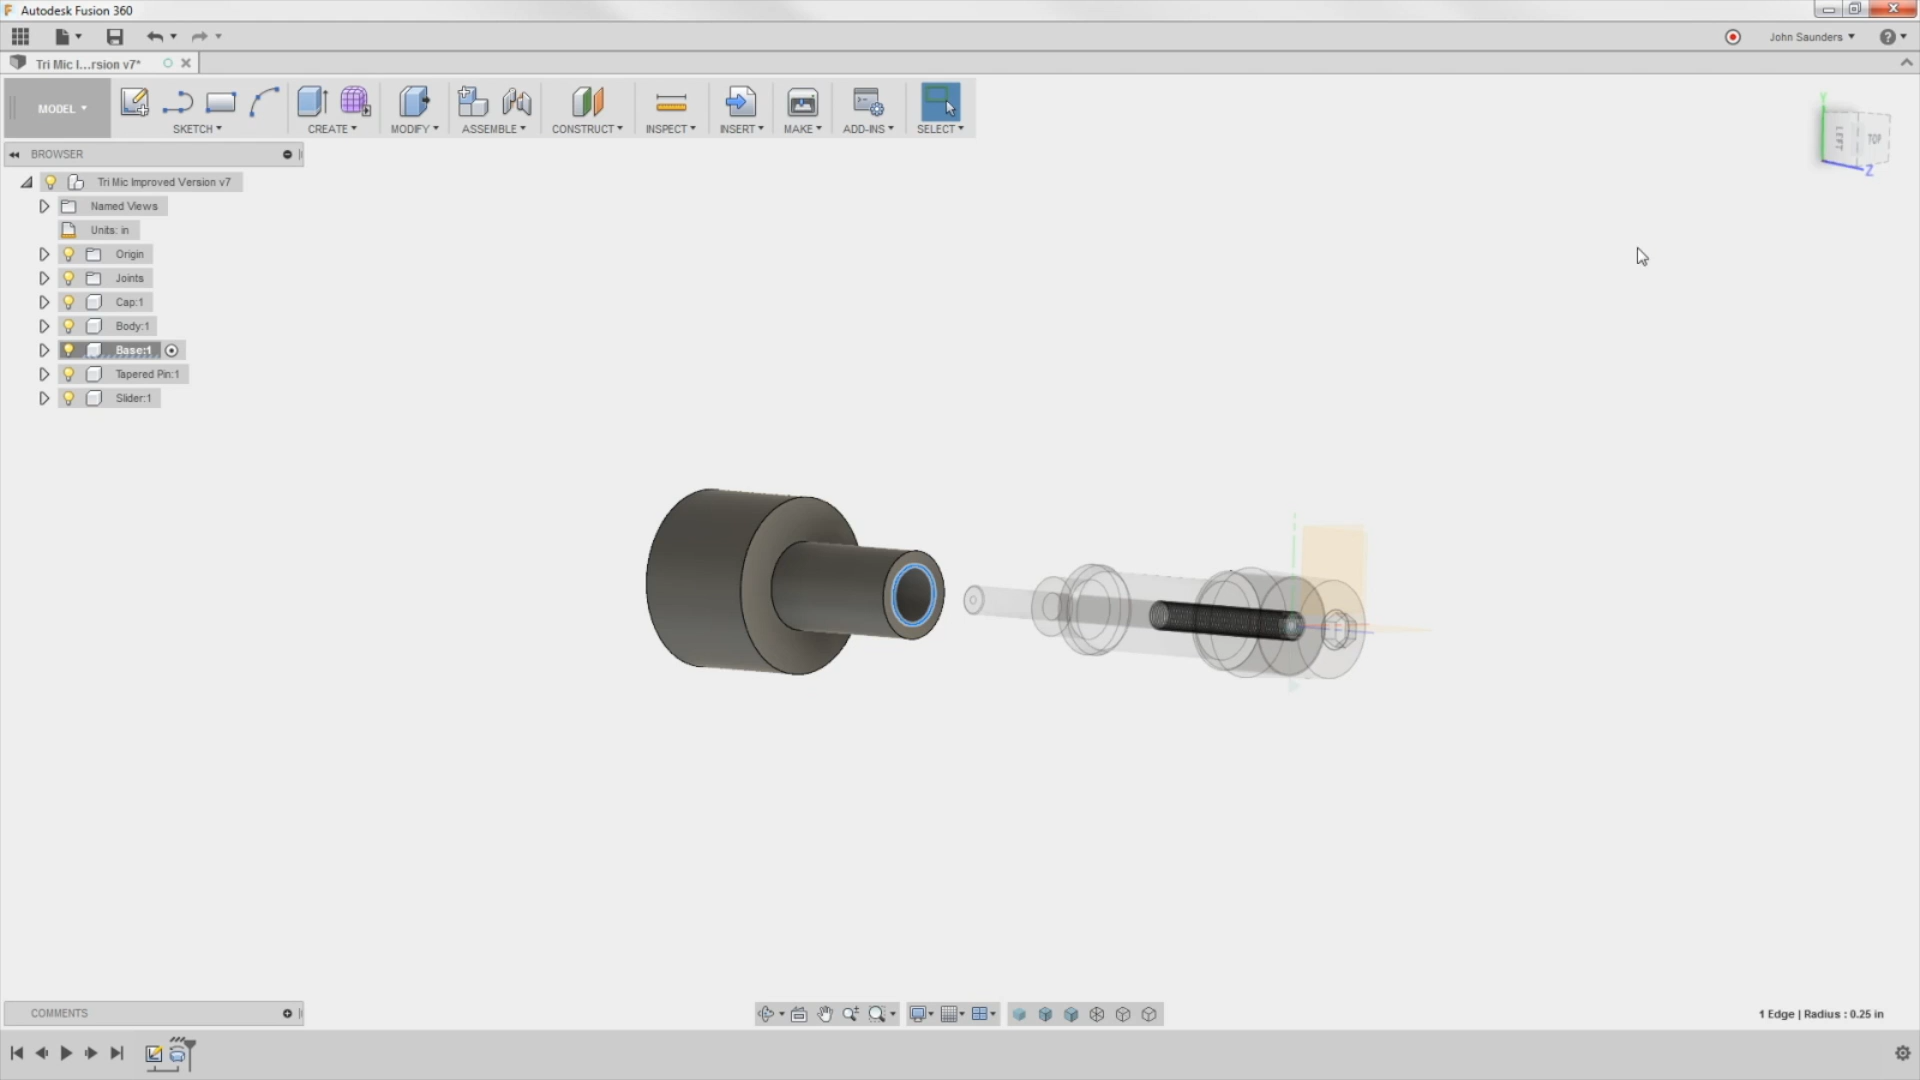 Autodesk Fusion 360
John Saunders
Tri Mic I...rsion v7*
MODEL
SKETCH
CREATE
MODIFY
ASSEMBLE
CONSTRUCT
INSPECT
INSERT
MAKE
ADD-INS
SELECT
LEFT
TOP
Y
Z
BROWSER
Tri Mic Improved Version v7
Named Views
Units: in
Origin
Joints
Cap:1
Body:1
Base:1
Tapered Pin:1
Slider:1
COMMENTS
1 Edge | Radius : 0.25 in